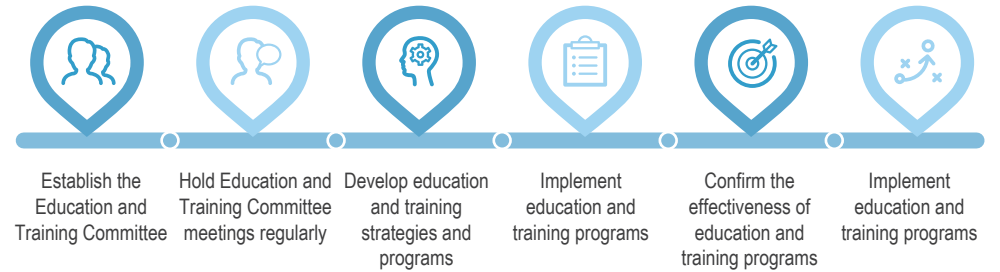 Establish the
Education and
Training Committee
Hold Education and
Training Committee
meetings regularly
Develop education
and training
strategies and
programs
Implement
education and
training programs
Confirm the
effectiveness of
education and
training programs
Implement
education and
training programs